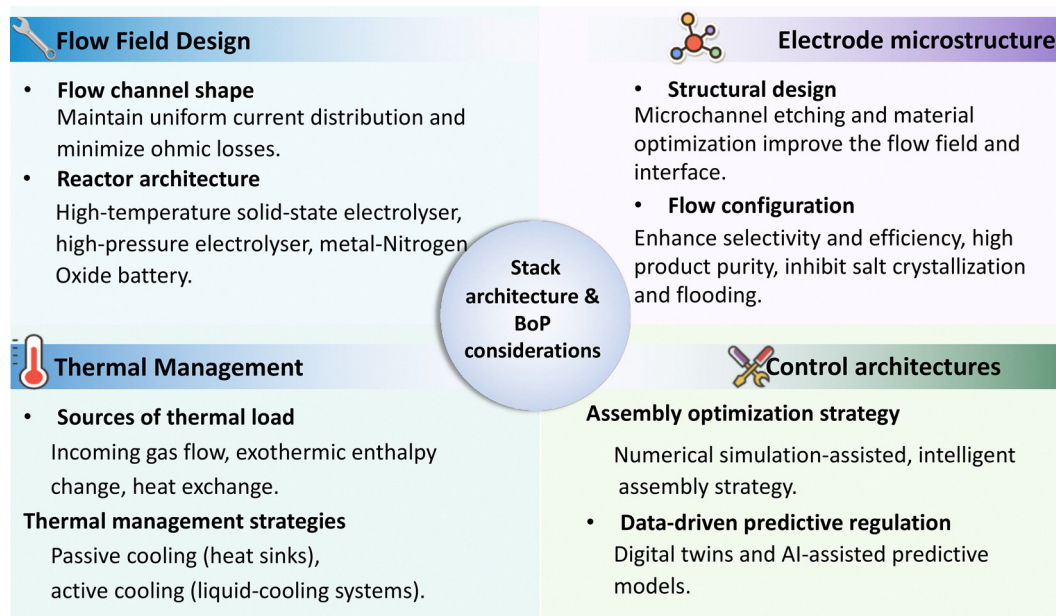 Flow Field Design
• Flow channel shape
Maintain uniform current distribution and
minimize ohmic losses.
• Reactor architecture
High-temperature solid-state electrolyser,
high-pressure electrolyser, metal-Nitrogen
Oxide battery.
Electrode microstructure
• Structural design
Microchannel etching and material
optimization improve the flow field and
interface.
• Flow configuration
Enhance selectivity and efficiency, high
product purity, inhibit salt crystallization
and flooding.
Stack
architecture &
BoP
considerations
Thermal Management
• Sources of thermal load
Incoming gas flow, exothermic enthalpy
change, heat exchange.
Thermal management strategies
Passive cooling (heat sinks),
active cooling (liquid-cooling systems).
Control architectures
Assembly optimization strategy
Numerical simulation-assisted, intelligent
assembly strategy.
• Data-driven predictive regulation
Digital twins and AI-assisted predictive
models.